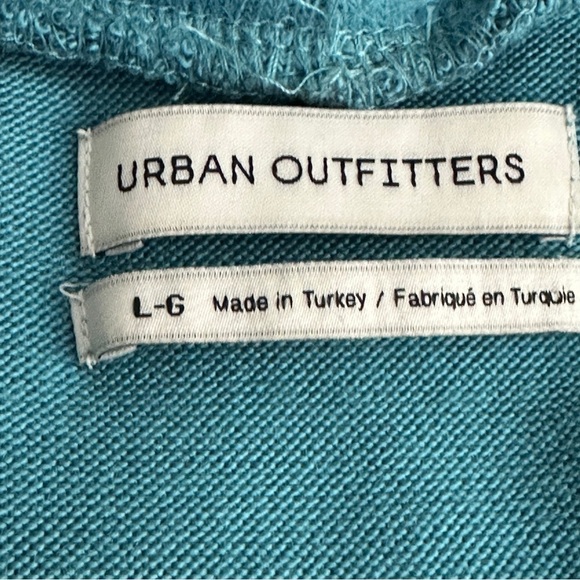 URBAN OUTFITTERS
L-G Made in Turkey / Fabriqué en Turquie